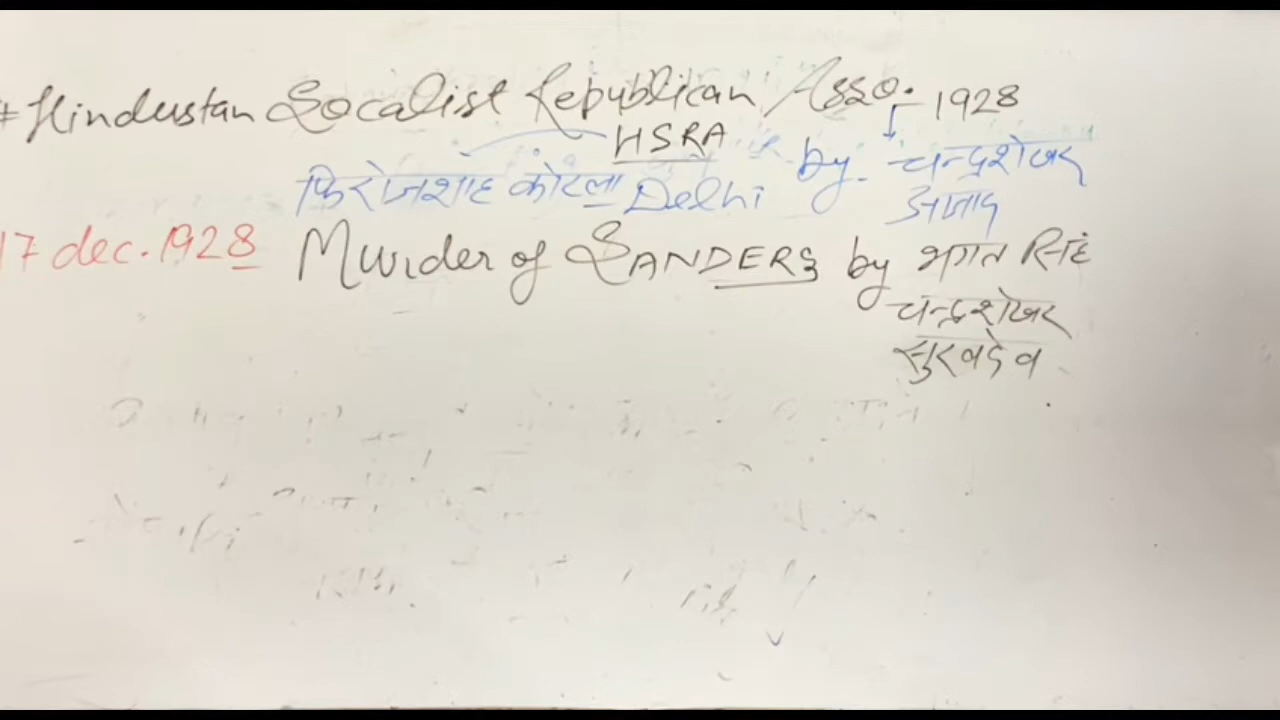 # Hindustan Socalist Republican Asso. - 1928
HSRA
फिरोजशाह कोटला Delhi by चन्द्रशेखर
आजाद
17 dec. 1928 Murder of SANDERS by भगत सिंह
चन्द्रशेखर
सुखदेव